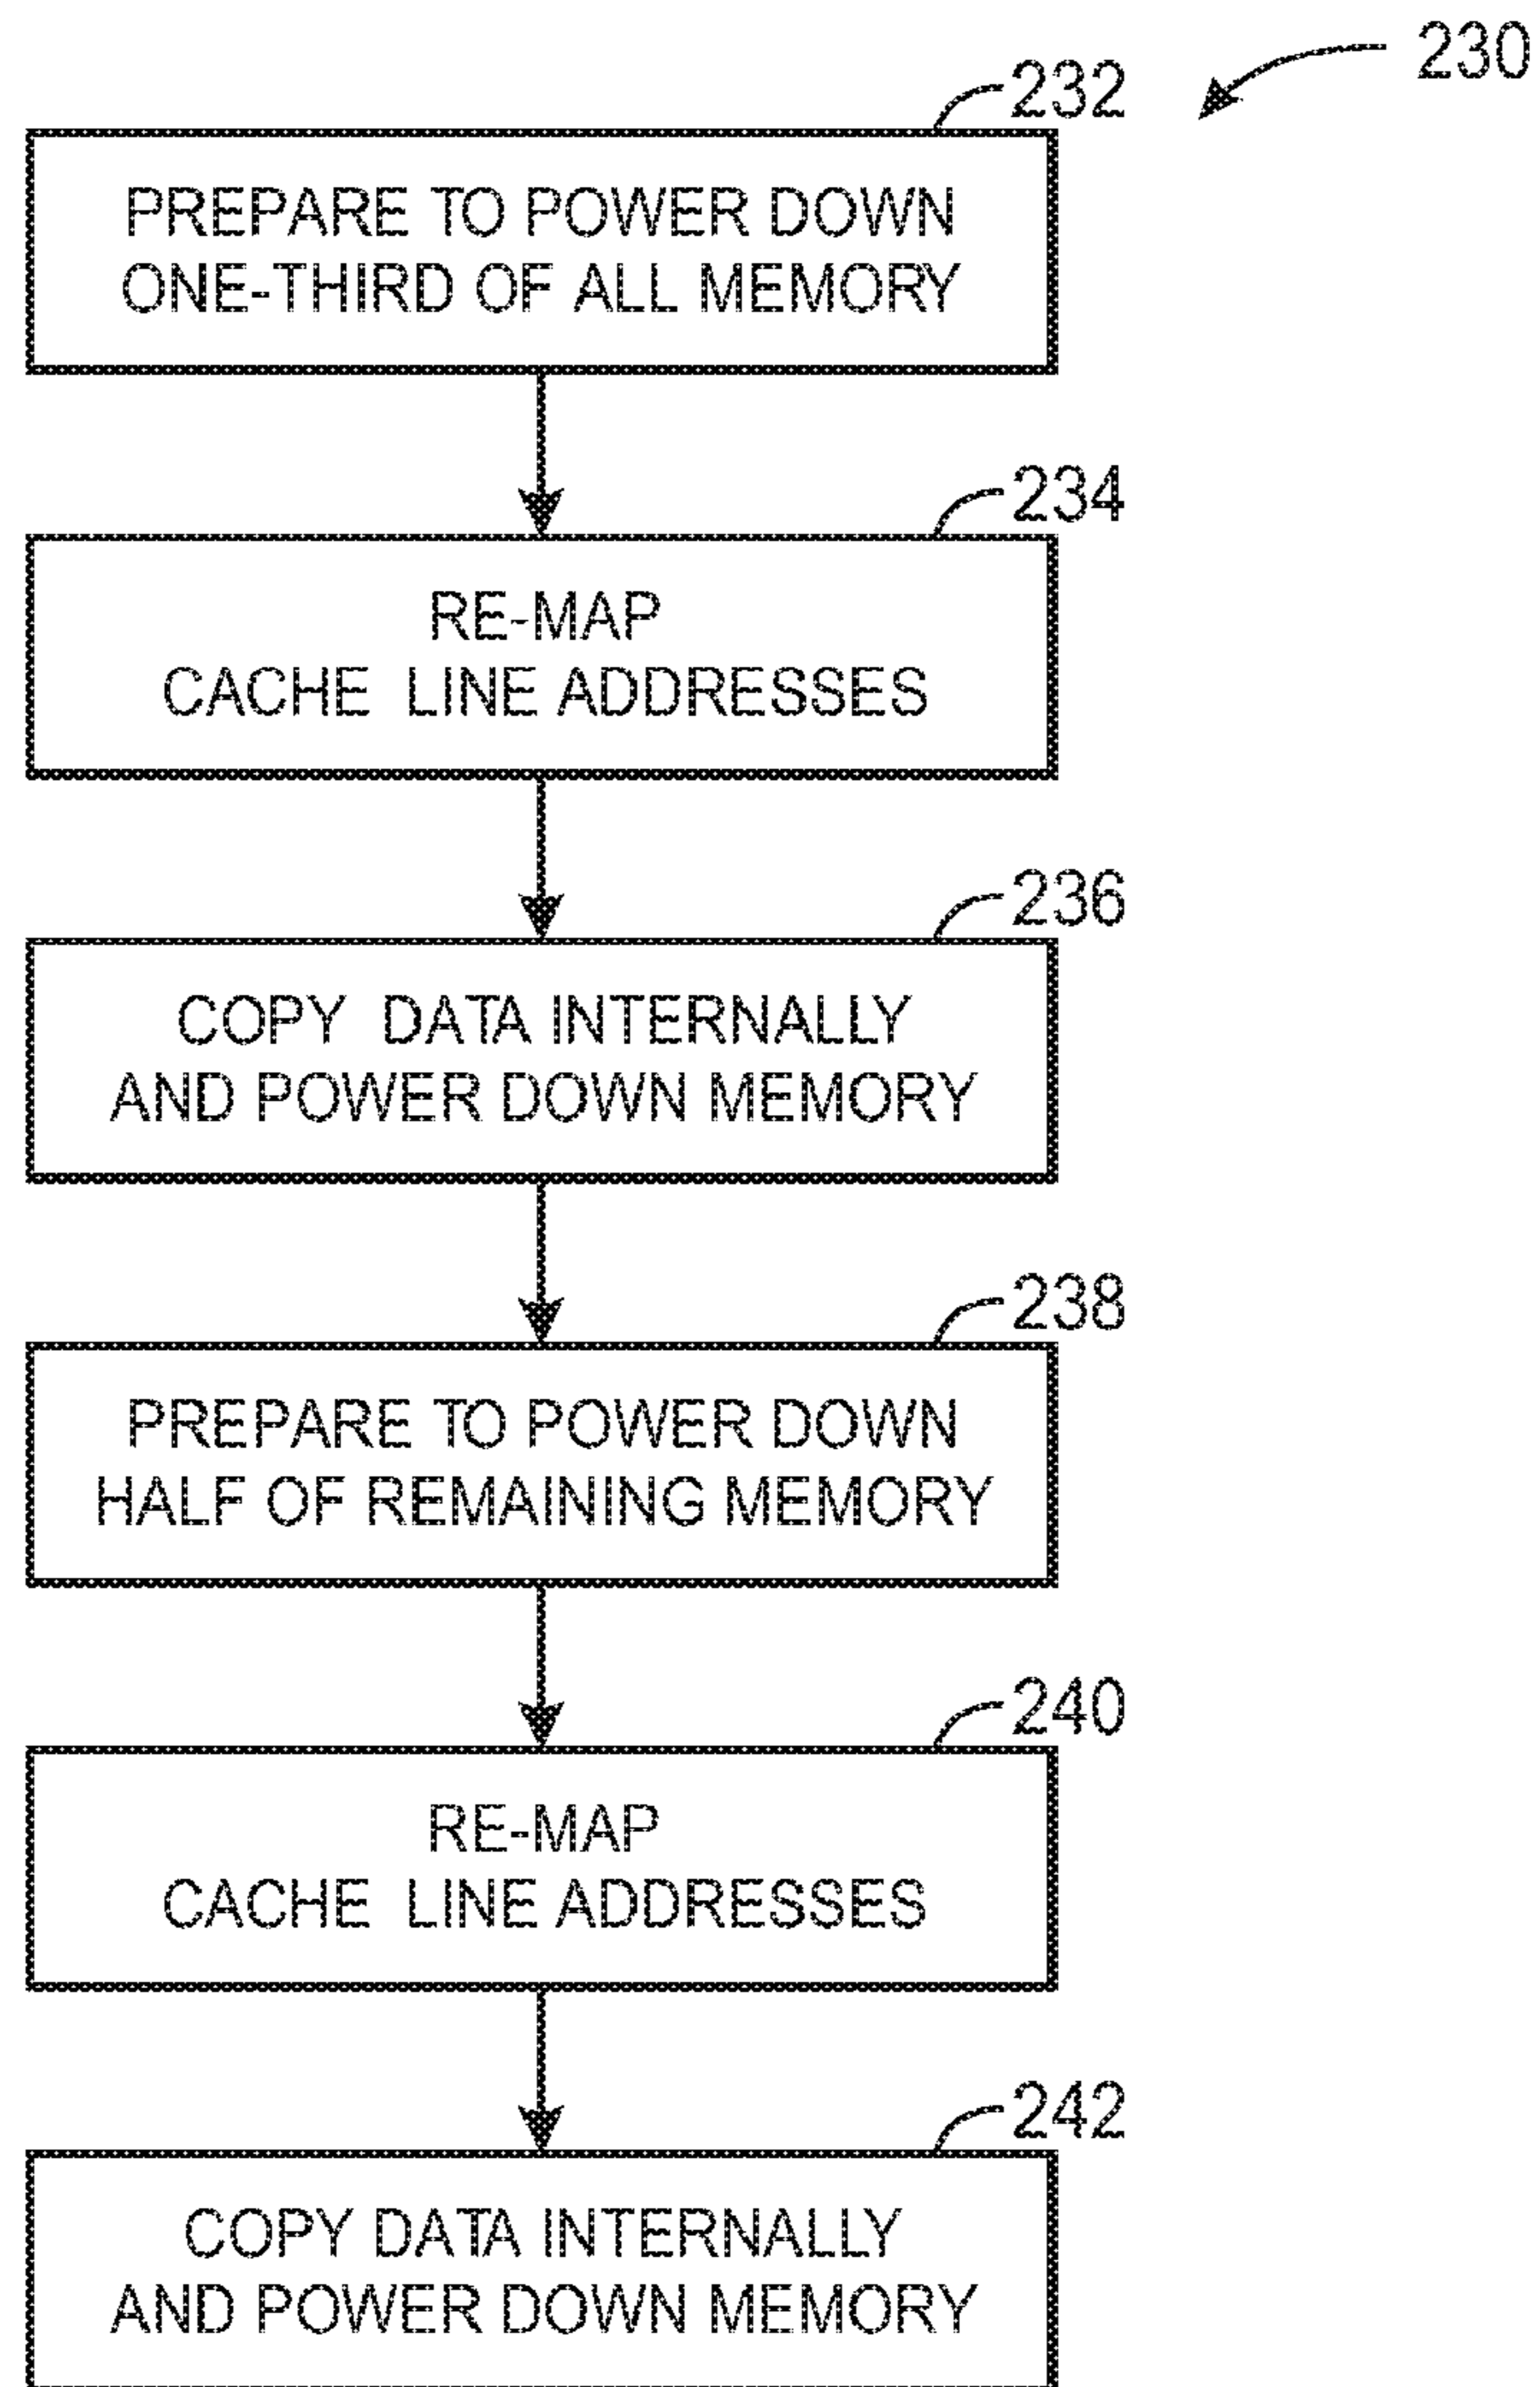 230
232
PREPARE TO POWER DOWN
ONE-THIRD OF ALL MEMORY
234
RE-MAP
CACHE LINE ADDRESSES
236
COPY DATA INTERNALLY
AND POWER DOWN MEMORY
238
PREPARE TO POWER DOWN
HALF OF REMAINING MEMORY
240
RE-MAP
CACHE LINE ADDRESSES
242
COPY DATA INTERNALLY
AND POWER DOWN MEMORY